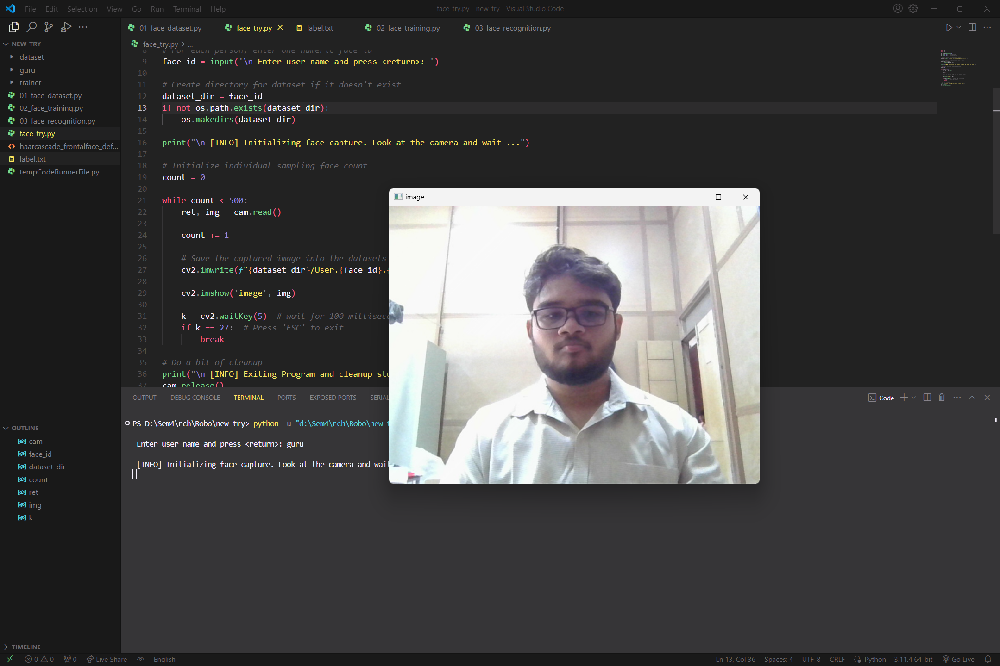 File Edit Selection View Go Run Terminal Help
face_try.py - new_try - Visual Studio Code
01_face_dataset.py
face_try.py
label.txt
02_face_training.py
03_face_recognition.py
NEW_TRY
dataset
guru
trainer
01_face_dataset.py
02_face_training.py
03_face_recognition.py
face_try.py
haarcascade_frontalface_def...
label.txt
tempCodeRunnerFile.py
OUTLINE
cam
face_id
dataset_dir
count
ret
img
k
TIMELINE
face_try.py > ...
8 # For each person, enter one numeric face id
9 face_id = input('\n Enter user name and press <return>: ')
10
11 # Create directory for dataset if it doesn't exist
12 dataset_dir = face_id
13 if not os.path.exists(dataset_dir):
14 os.makedirs(dataset_dir)
15
16 print("\n [INFO] Initializing face capture. Look at the camera and wait ...")
17
18 # Initialize individual sampling face count
19 count = 0
20
21 while count < 500:
22 ret, img = cam.read()
23
24 count += 1
25
26 # Save the captured image into the datasets
27 cv2.imwrite(f"{dataset_dir}/User.{face_id}.{
28
29 cv2.imshow('image', img)
30
31 k = cv2.waitKey(5) # wait for 100 millisec
32 if k == 27: # Press 'ESC' to exit
33 break
34
35 # Do a bit of cleanup
36 print("\n [INFO] Exiting Program and cleanup stu
37 cam.release()
image
OUTPUT DEBUG CONSOLE TERMINAL PORTS EXPOSED PORTS SERIAL
Code
PS D:\Sem4\rch\Robo\new_try> python -u "d:\Sem4\rch\Robo\new_t
Enter user name and press <return>: guru
[INFO] Initializing face capture. Look at the camera and wait
0 0 0 Live Share English
Ln 13, Col 36 Spaces: 4 UTF-8 CRLF Python 3.11.4 64-bit Go Live